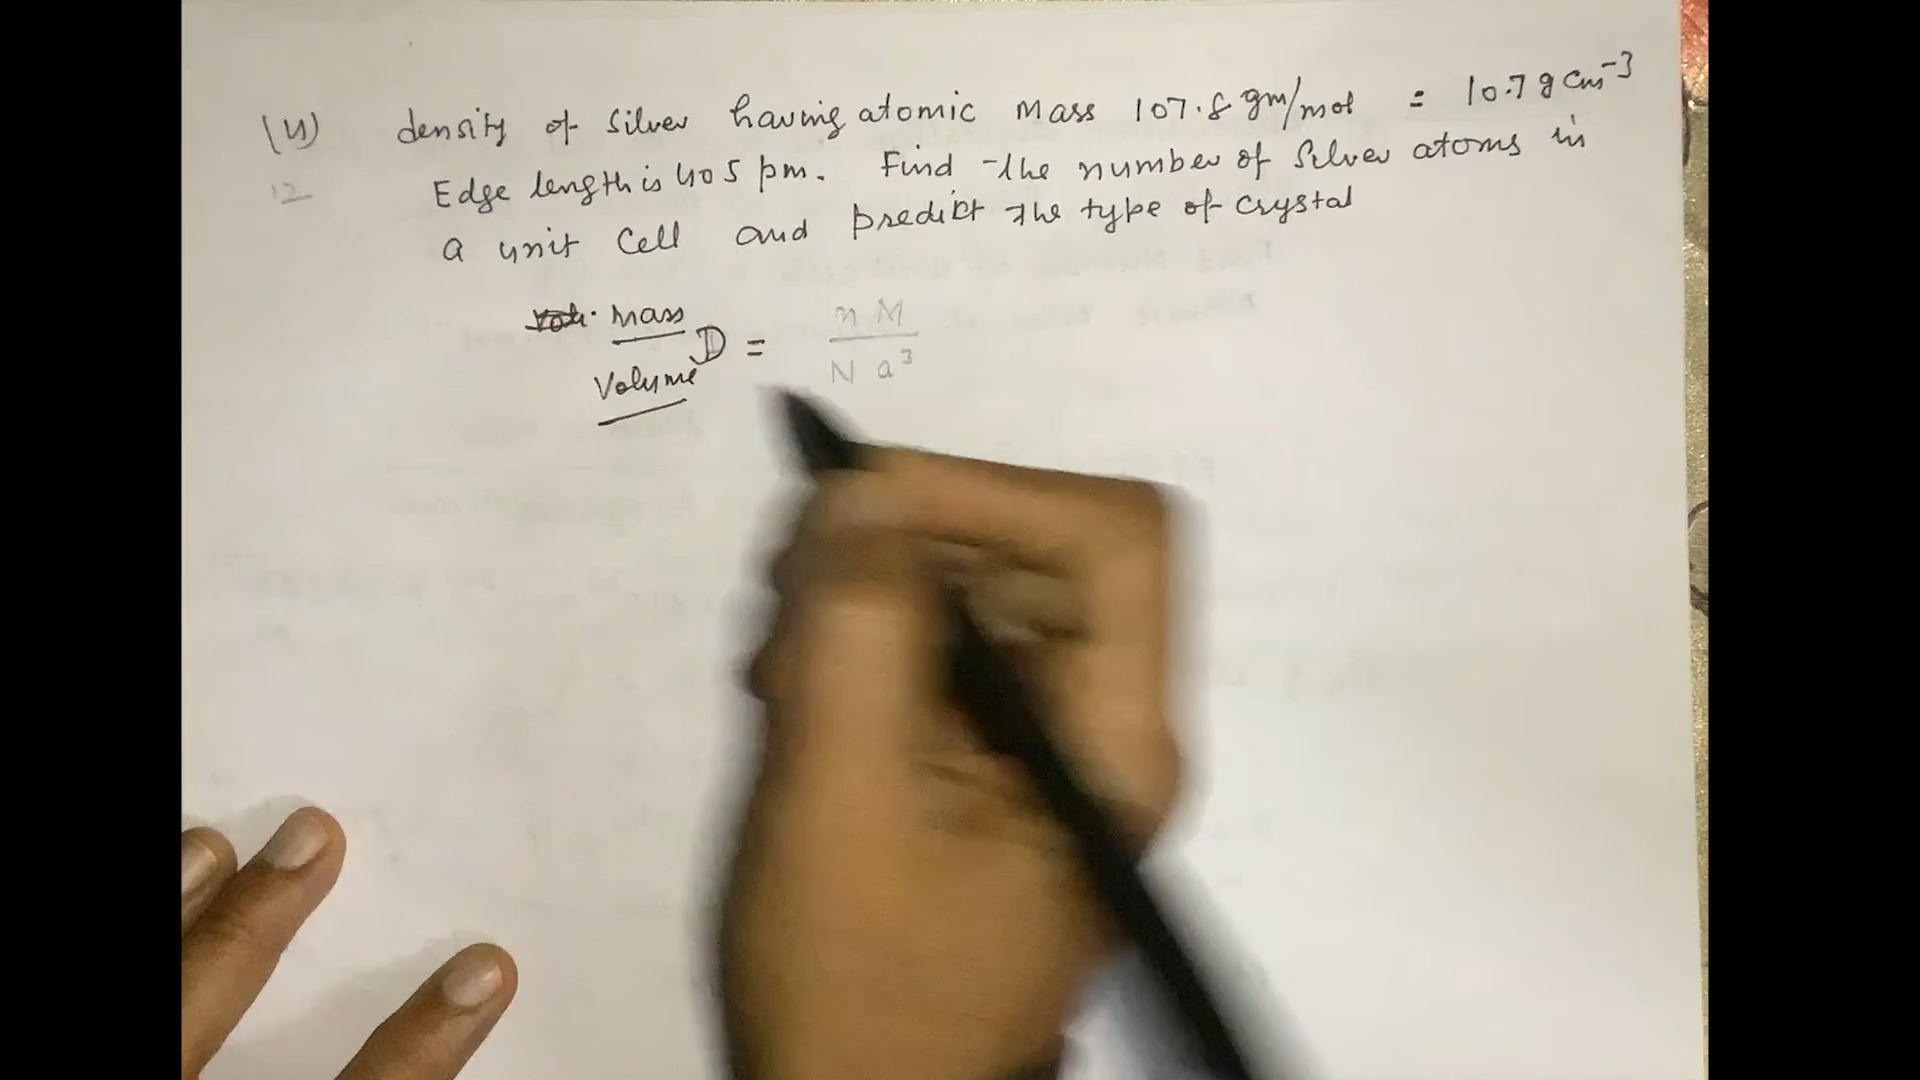 (4) density of Silver having atomic mass 107.8 gm/mol = 10.7 g cm⁻³
12 Edge length is 405 pm. Find the number of Silver atoms in
a unit cell and predict the type of crystal
mass
Volume
D = n M
N a³